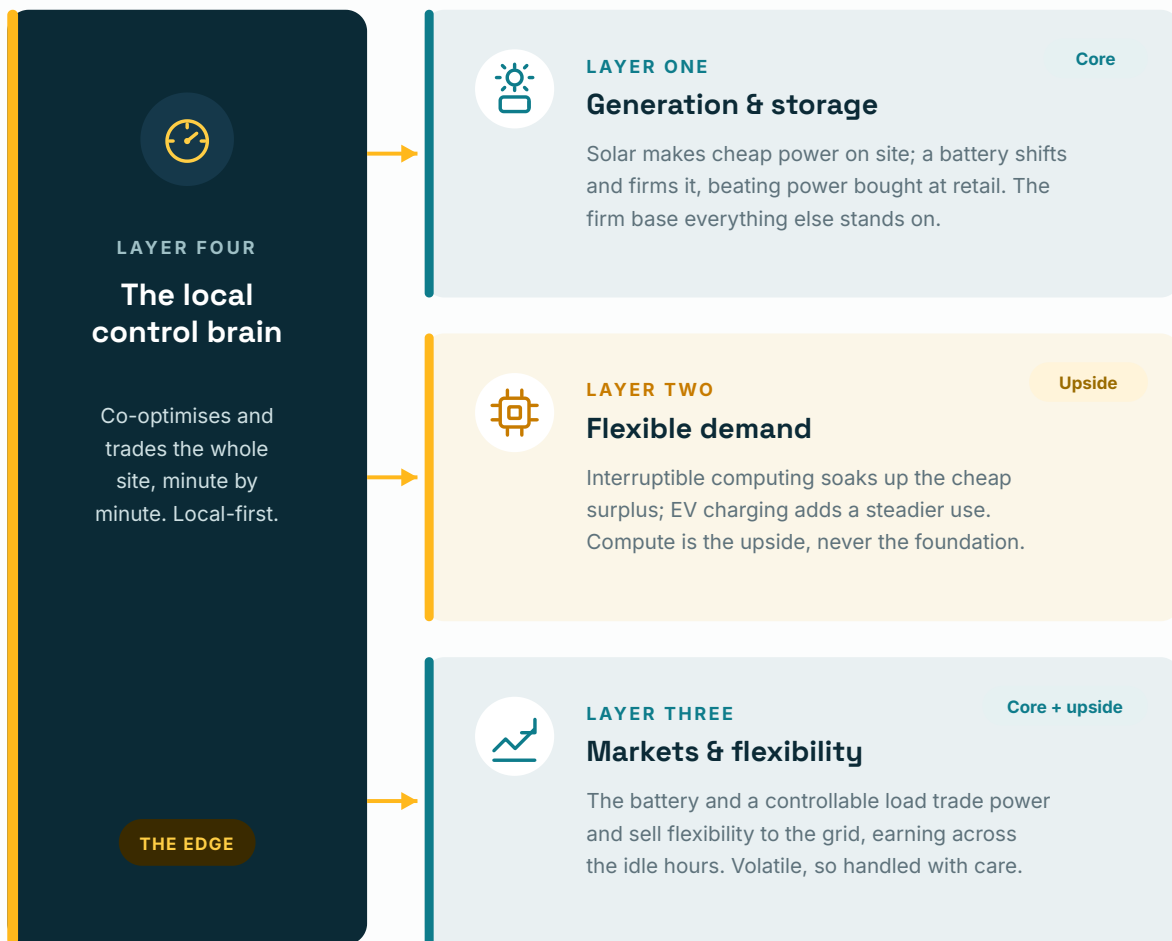 LAYER FOUR
The local
control brain
Co-optimises and
trades the whole
site, minute by
minute. Local-first.
THE EDGE
LAYER ONE
Core
Generation & storage
Solar makes cheap power on site; a battery shifts
and firms it, beating power bought at retail. The
firm base everything else stands on.
LAYER TWO
Upside
Flexible demand
Interruptible computing soaks up the cheap
surplus; EV charging adds a steadier use.
Compute is the upside, never the foundation.
LAYER THREE
Core + upside
Markets & flexibility
The battery and a controllable load trade power
and sell flexibility to the grid, earning across
the idle hours. Volatile, so handled with care.